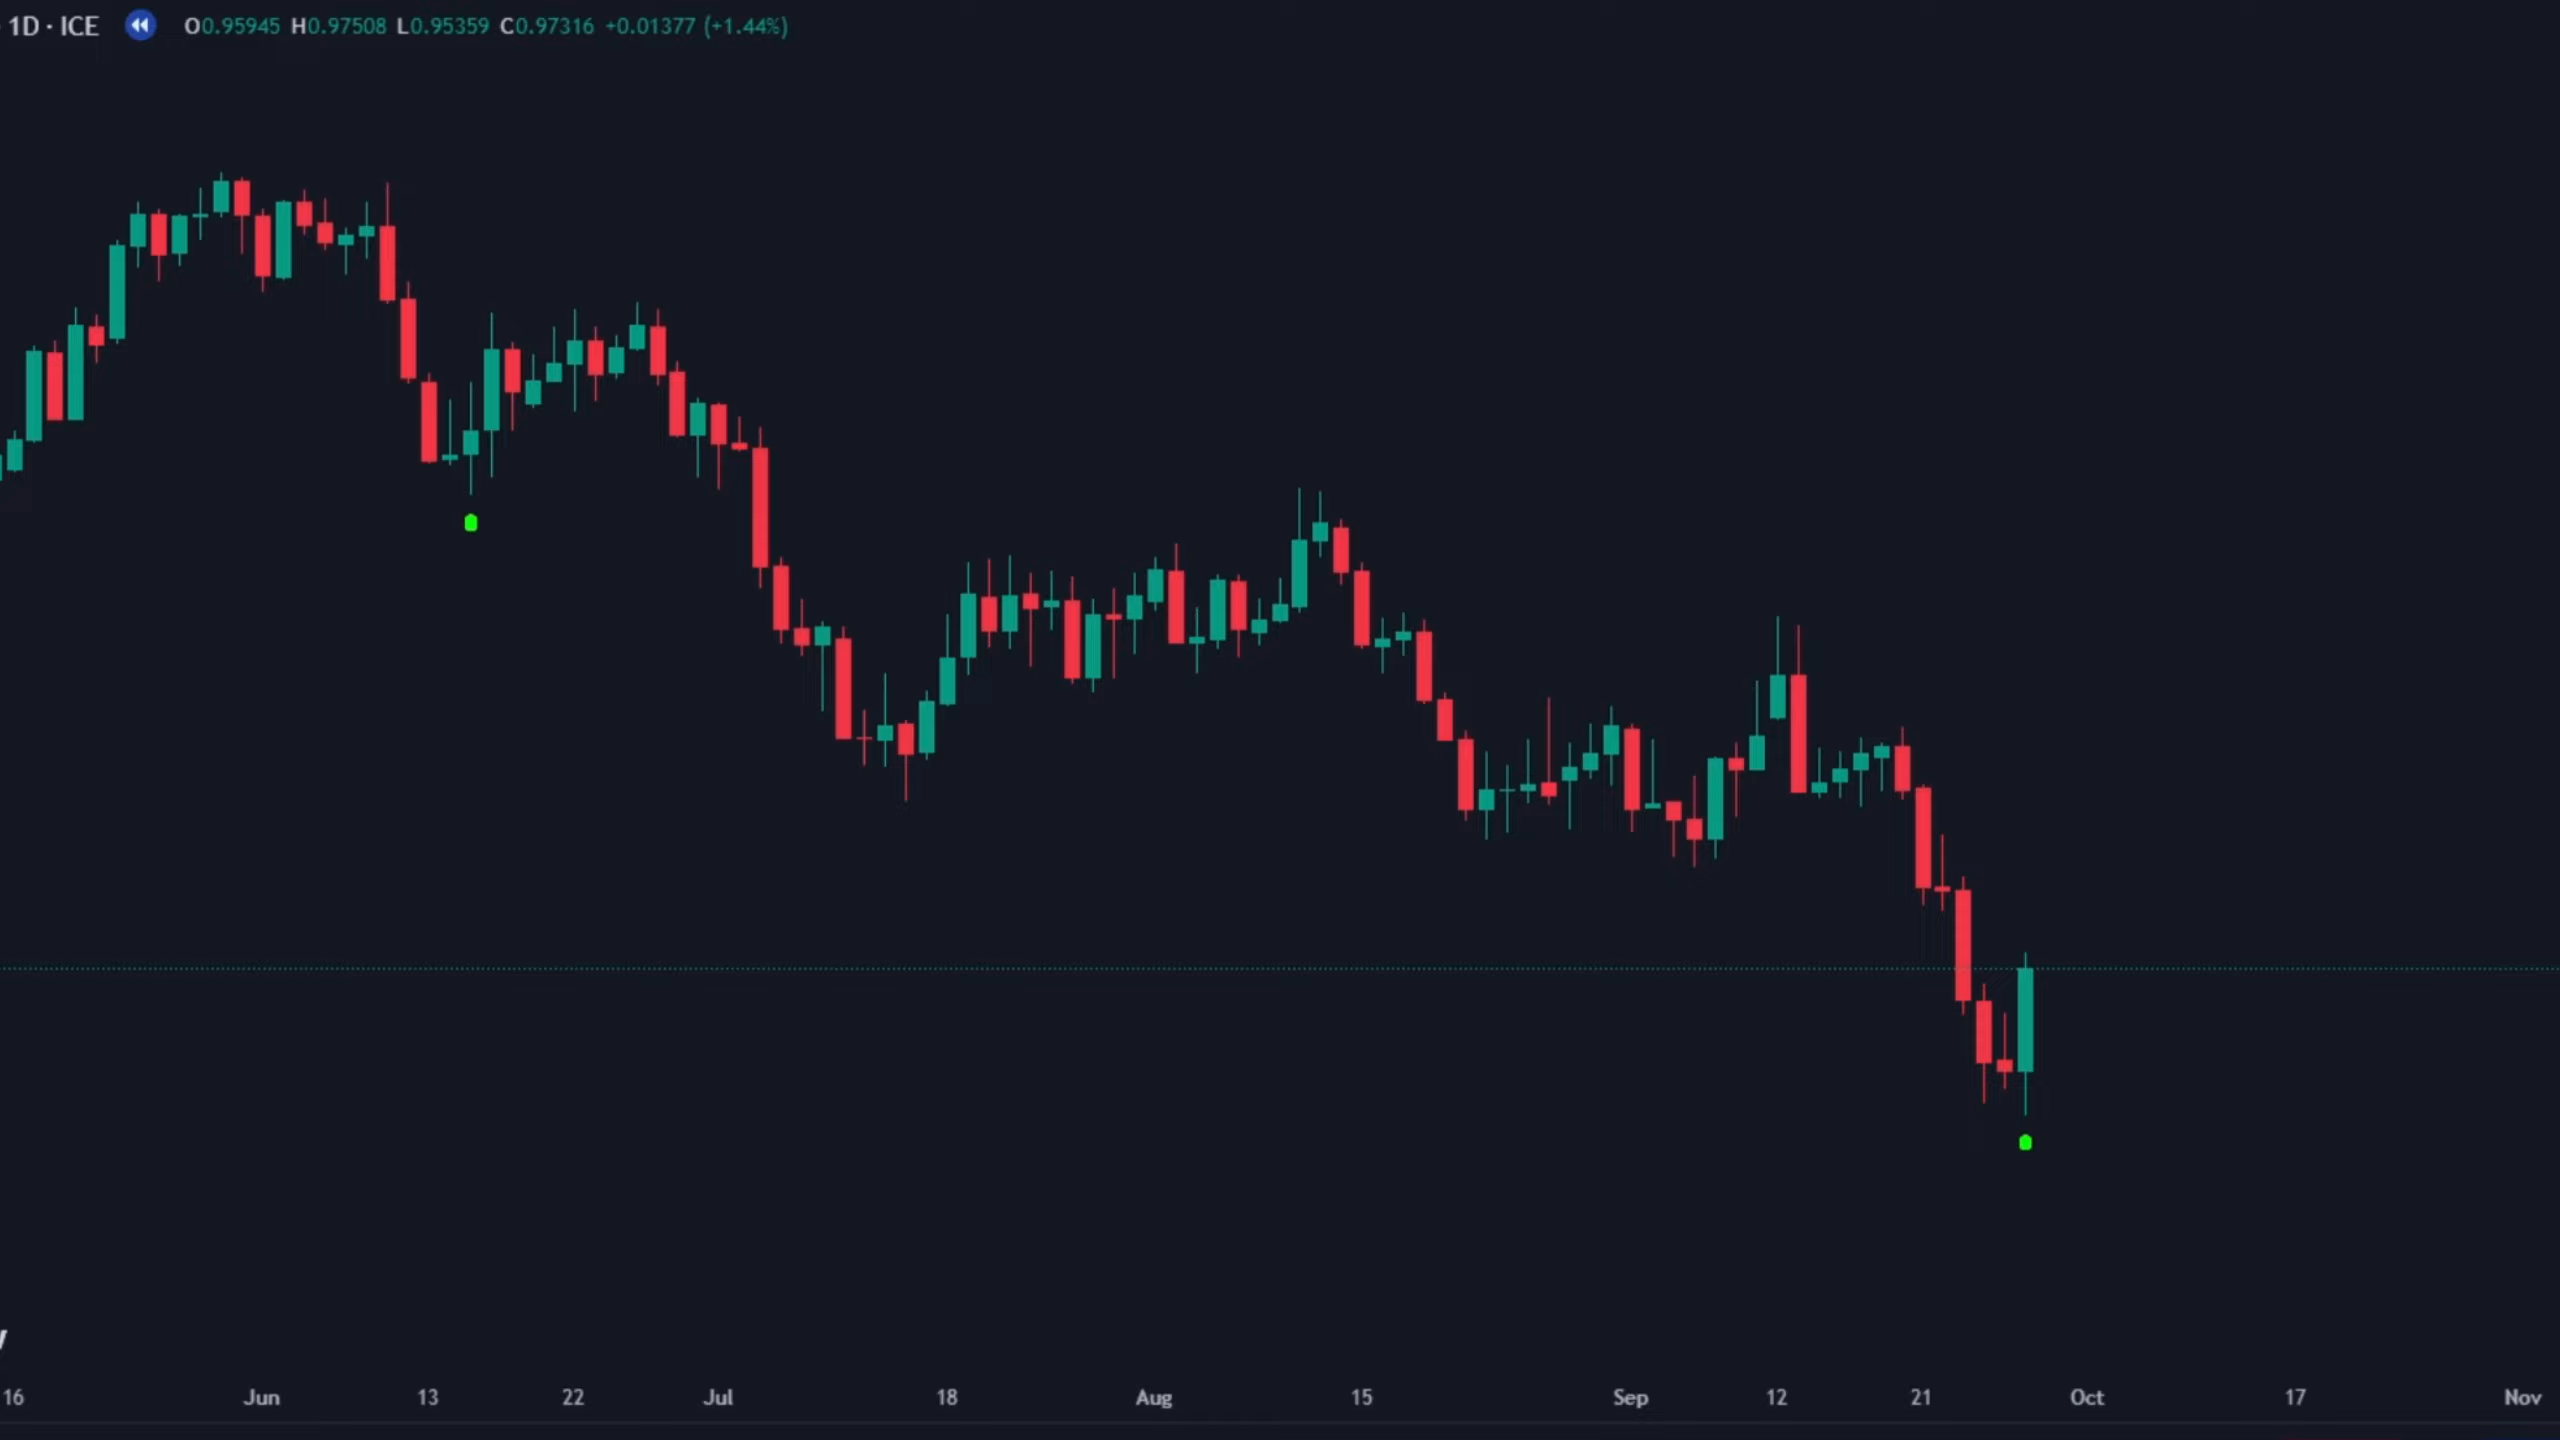 · 1D · ICE O0.95945 H0.97508 L0.95359 C0.97316 +0.01377 (+1.44%)
16 Jun 13 22 Jul 18 Aug 15 Sep 12 21 Oct 17 Nov